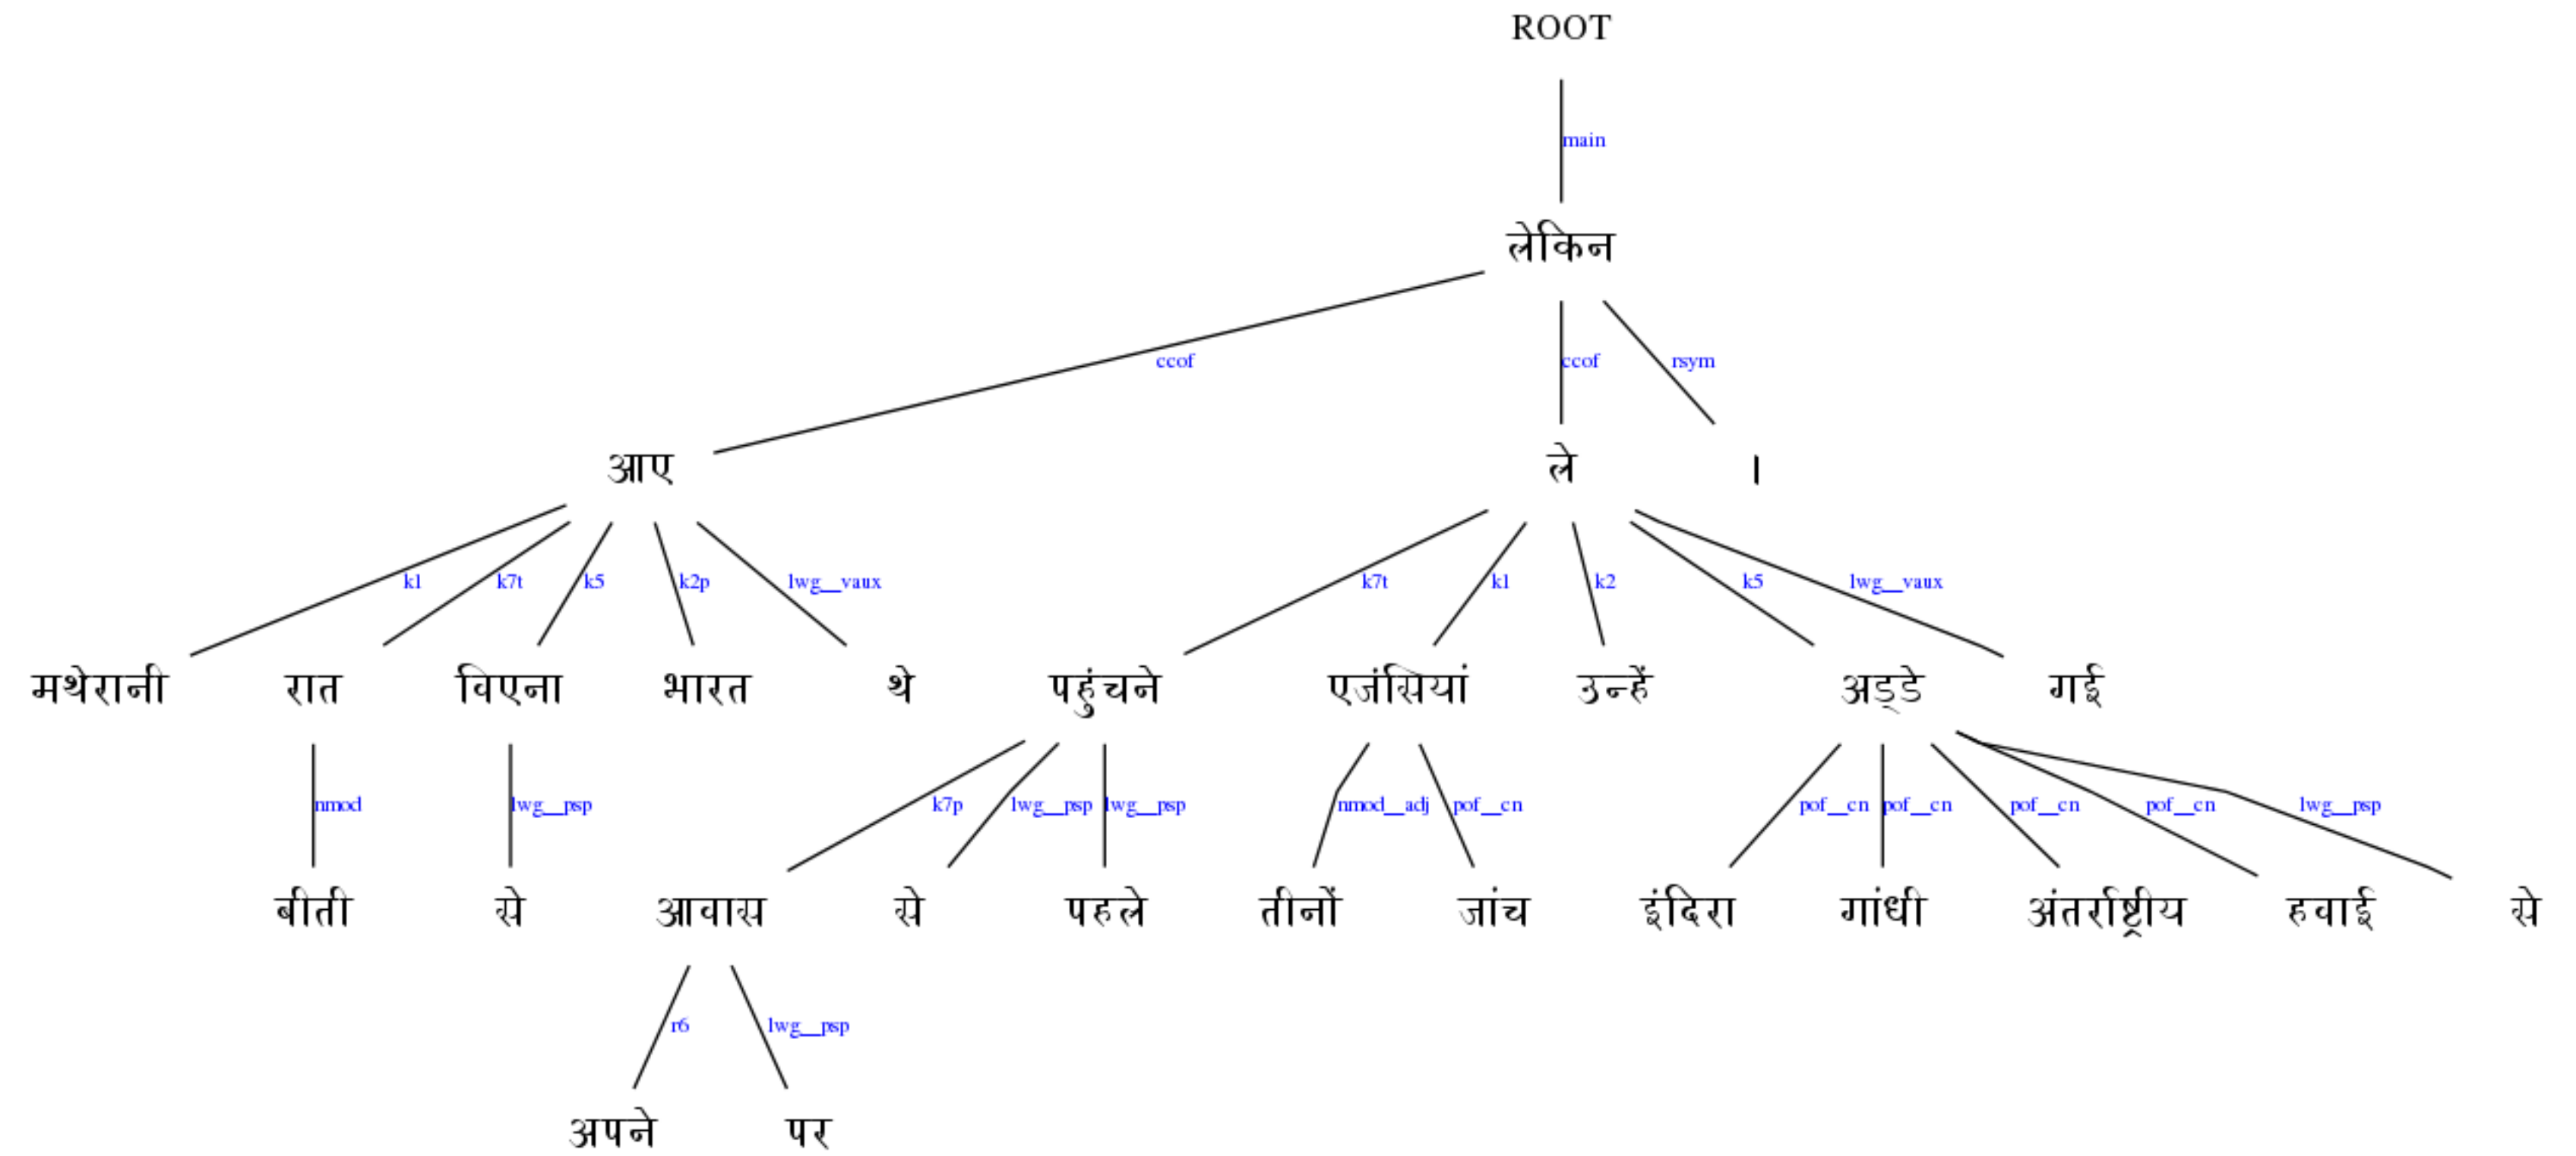 ROOT
main
लेकिन
ccof ccof rsym
आए ले ।
k1 k7t k5 k2p lwg__vaux k7t k1 k2 k5 lwg__vaux
मथेरानी रात विएना भारत थे पहुंचने एजंसियां उन्हें अड्डे गई
nmod lwg__psp k7p lwg__psp lwg__psp nmod__adj pof__cn pof__cn pof__cn pof__cn pof__cn lwg__psp
बीती से आवास से पहले तीनों जांच इंदिरा गांधी अंतर्राष्ट्रीय हवाई से
r6 lwg__psp
अपने पर